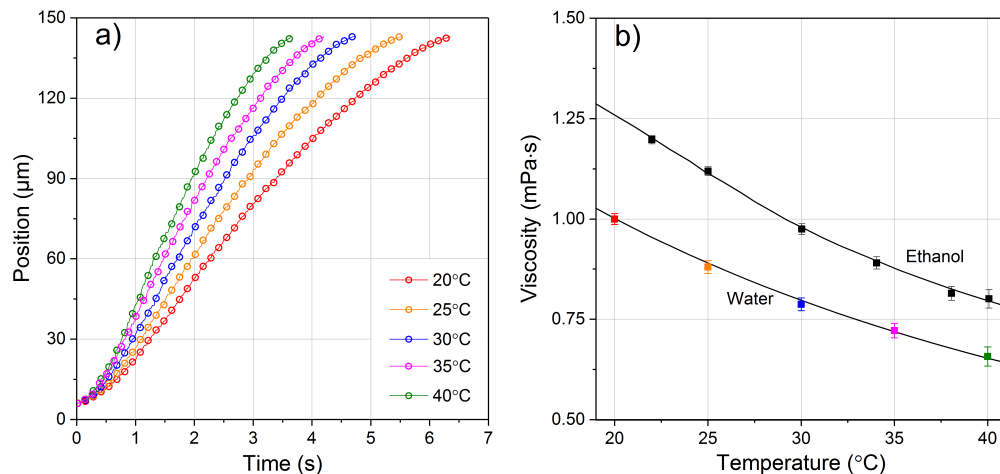 a)
Position (μm)
150
120
90
60
30
0
0 1 2 3 4 5 6 7
Time (s)
20°C
25°C
30°C
35°C
40°C
b)
Viscosity (mPa·s)
1.50
1.25
1.00
0.75
0.50
20 25 30 35 40
Temperature (°C)
Ethanol
Water